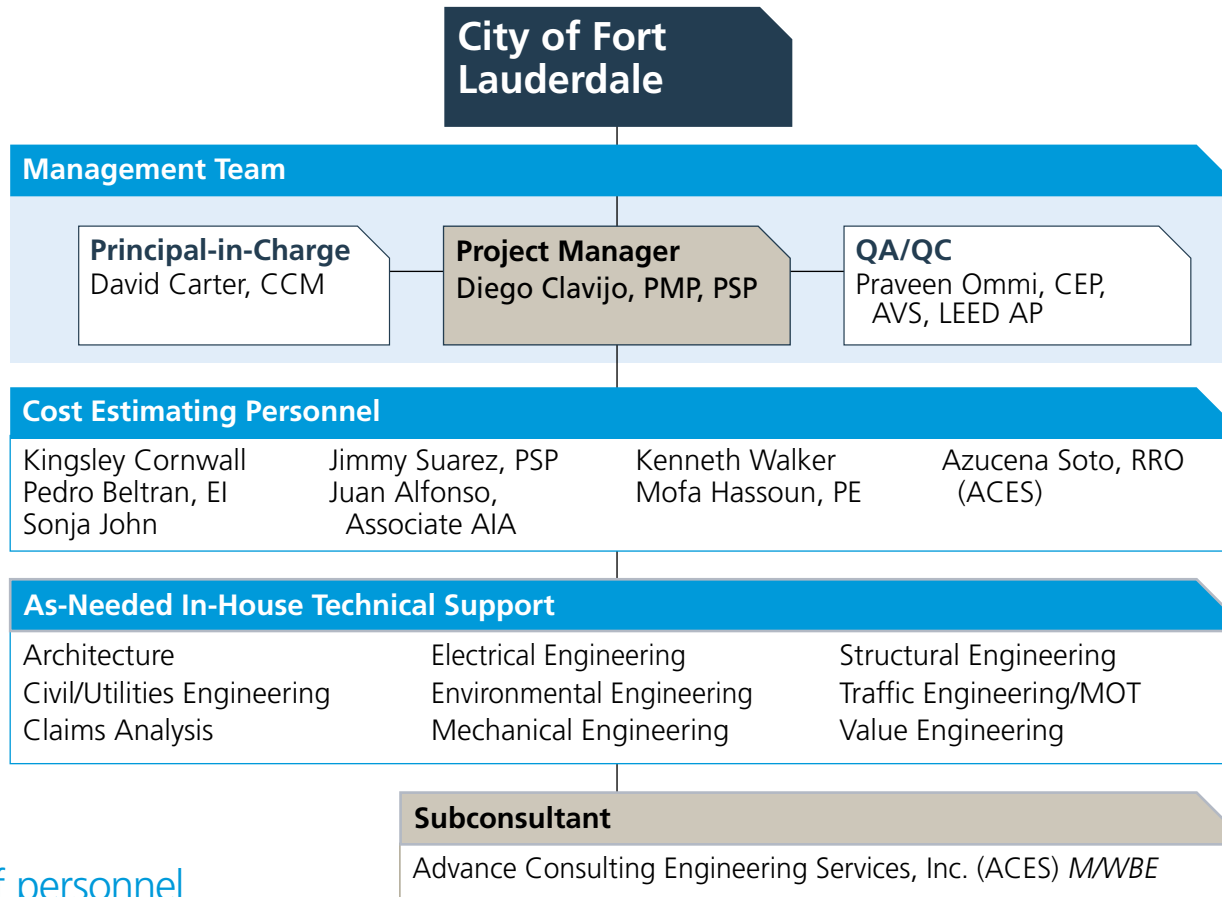 City of Fort
Lauderdale
Management Team
Principal-in-Charge
David Carter, CCM
Project Manager
Diego Clavijo, PMP, PSP
QA/QC
Praveen Ommi, CEP,
AVS, LEED AP
Cost Estimating Personnel
Kingsley Cornwall
Pedro Beltran, EI
Sonja John
Jimmy Suarez, PSP
Juan Alfonso,
Associate AIA
Kenneth Walker
Mofa Hassoun, PE
Azucena Soto, RRO
(ACES)
As-Needed In-House Technical Support
Architecture
Civil/Utilities Engineering
Claims Analysis
Electrical Engineering
Environmental Engineering
Mechanical Engineering
Structural Engineering
Traffic Engineering/MOT
Value Engineering
Subconsultant
Advance Consulting Engineering Services, Inc. (ACES) M/WBE
personnel